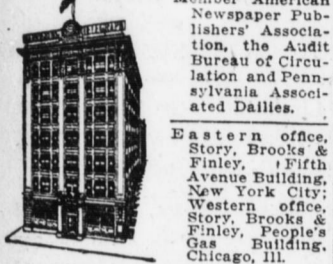 Member American
Newspaper Pub-
lishers' Associa-
tion, the Audit
Bureau of Circu-
lation and Penn-
sylvania Associ-
ated Dailies.
Eastern office,
Story, Brooks &
Finley, Fifth
Avenue Building,
New York City;
Western office,
Story, Brooks &
Finley, People's
Gas Building,
Chicago, Ill.